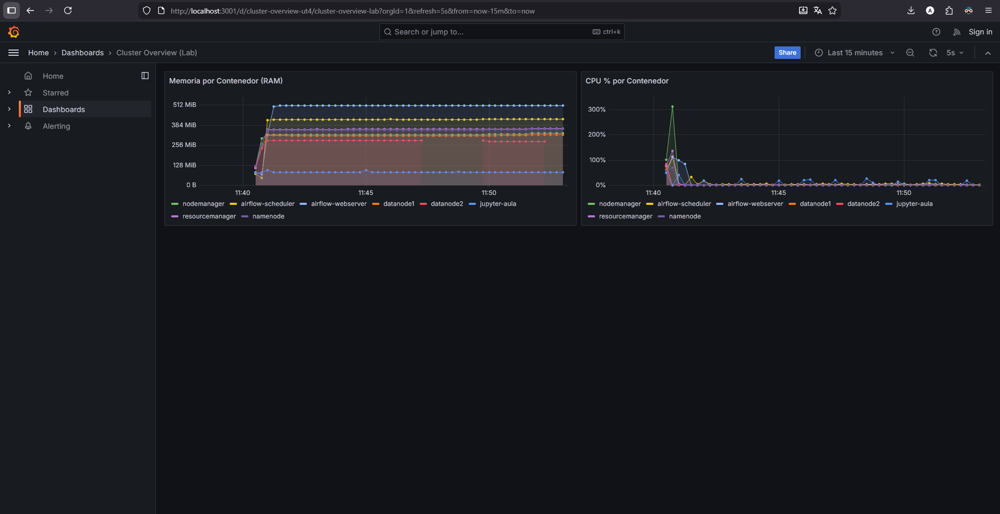 http://localhost:3001/d/cluster-overview-ut4/cluster-overview-lab?orgId=1&refresh=5s&from=now-15m&to=now
Search or jump to...
ctrl+k
Sign in
Home › Dashboards › Cluster Overview (Lab)
Share
Last 15 minutes
5s
Home
Starred
Dashboards
Alerting
Memoria por Contenedor (RAM)
512 MiB
384 MiB
256 MiB
128 MiB
0 B
11:40 11:45 11:50
nodemanager airflow-scheduler airflow-webserver datanode1 datanode2 jupyter-aula
resourcemanager namenode
CPU % por Contenedor
300%
200%
100%
0%
11:40 11:45 11:50
nodemanager airflow-scheduler airflow-webserver datanode1 datanode2 jupyter-aula
resourcemanager namenode